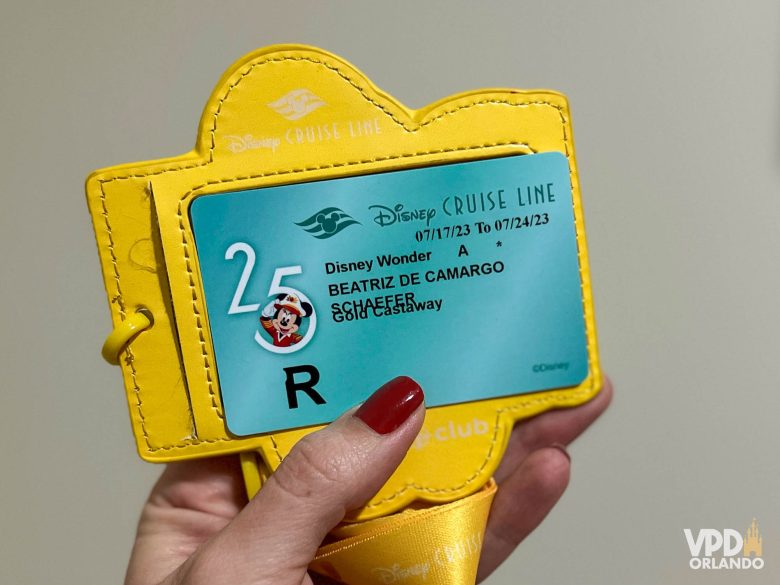 Disney CRUISE LINE
Disney CRUISE LINE
07/17/23 To 07/24/23
25
Disney Wonder A *
BEATRIZ DE CAMARGO
SCHAEFER
Gold Castaway
R
©Disney
club
Disney CRUISE LINE
VPD
ORLANDO